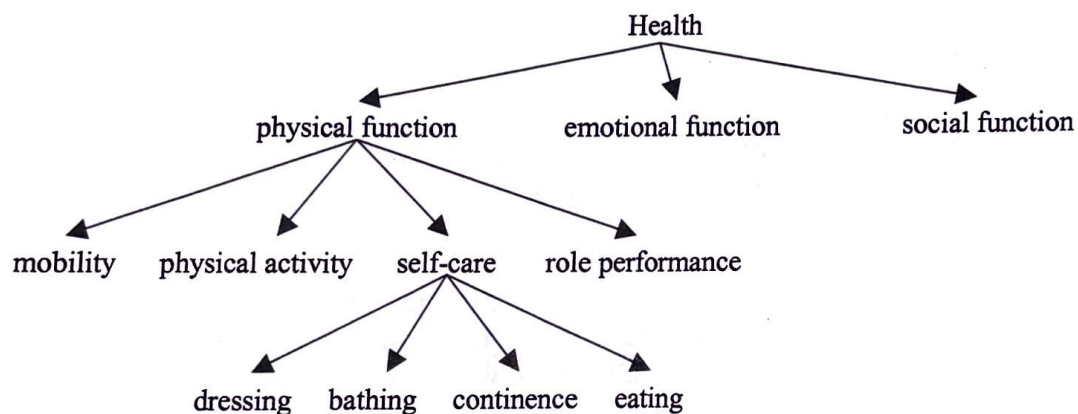 Health
physical function emotional function social function
mobility physical activity self-care role performance
dressing bathing continence eating